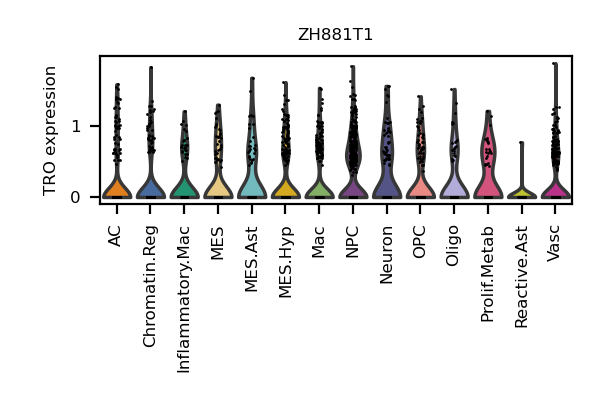 ZH881T1
TRO expression
1
0
AC
Chromatin.Reg
Inflammatory.Mac
MES
MES.Ast
MES.Hyp
Mac
NPC
Neuron
OPC
Oligo
Prolif.Metab
Reactive.Ast
Vasc